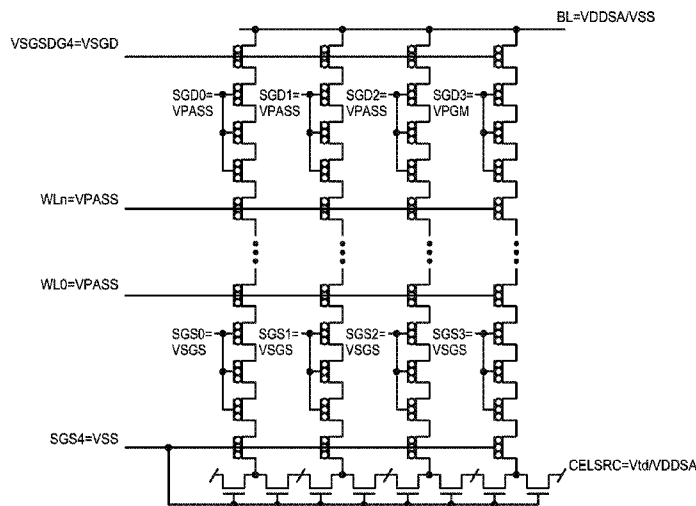 BL=VDDSA/VSS
VSGSDG4=VSGD
SGD0=
VPASS
SGD1=
VPASS
SGD2=
VPASS
SGD3=
VPGM
WLn=VPASS
WL0=VPASS
SGS0=
VSGS
SGS1=
VSGS
SGS2=
VSGS
SGS3=
VSGS
SGS4=VSS
CELSRC=Vtd/VDDSA